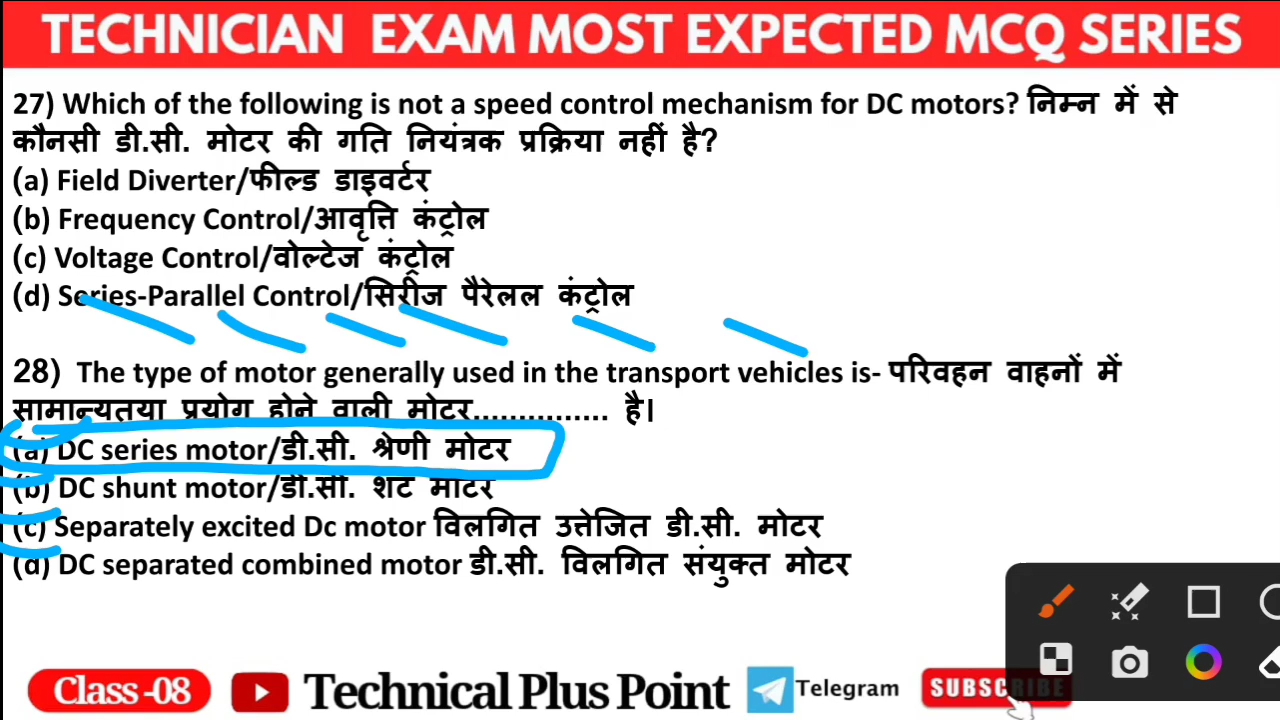 TECHNICIAN EXAM MOST EXPECTED MCQ SERIES
27) Which of the following is not a speed control mechanism for DC motors? निम्न में से
कौनसी डी.सी. मोटर की गति नियंत्रक प्रक्रिया नहीं है?
(a) Field Diverter/फील्ड डाइवर्टर
(b) Frequency Control/आवृत्ति कंट्रोल
(c) Voltage Control/वोल्टेज कंट्रोल
(d) Series-Parallel Control/सिरीज पैरेलल कंट्रोल
28) The type of motor generally used in the transport vehicles is- परिवहन वाहनों में
सामान्यतया प्रयोग होने वाली मोटर............... है।
(a) DC series motor/डी.सी. श्रेणी मोटर
(b) DC shunt motor/डी.सी. शंट मोटर
(c) Separately excited Dc motor विलगित उत्तेजित डी.सी. मोटर
(d) DC separated combined motor डी.सी. विलगित संयुक्त मोटर
Class -08 Technical Plus Point Telegram SUBSCRIBE